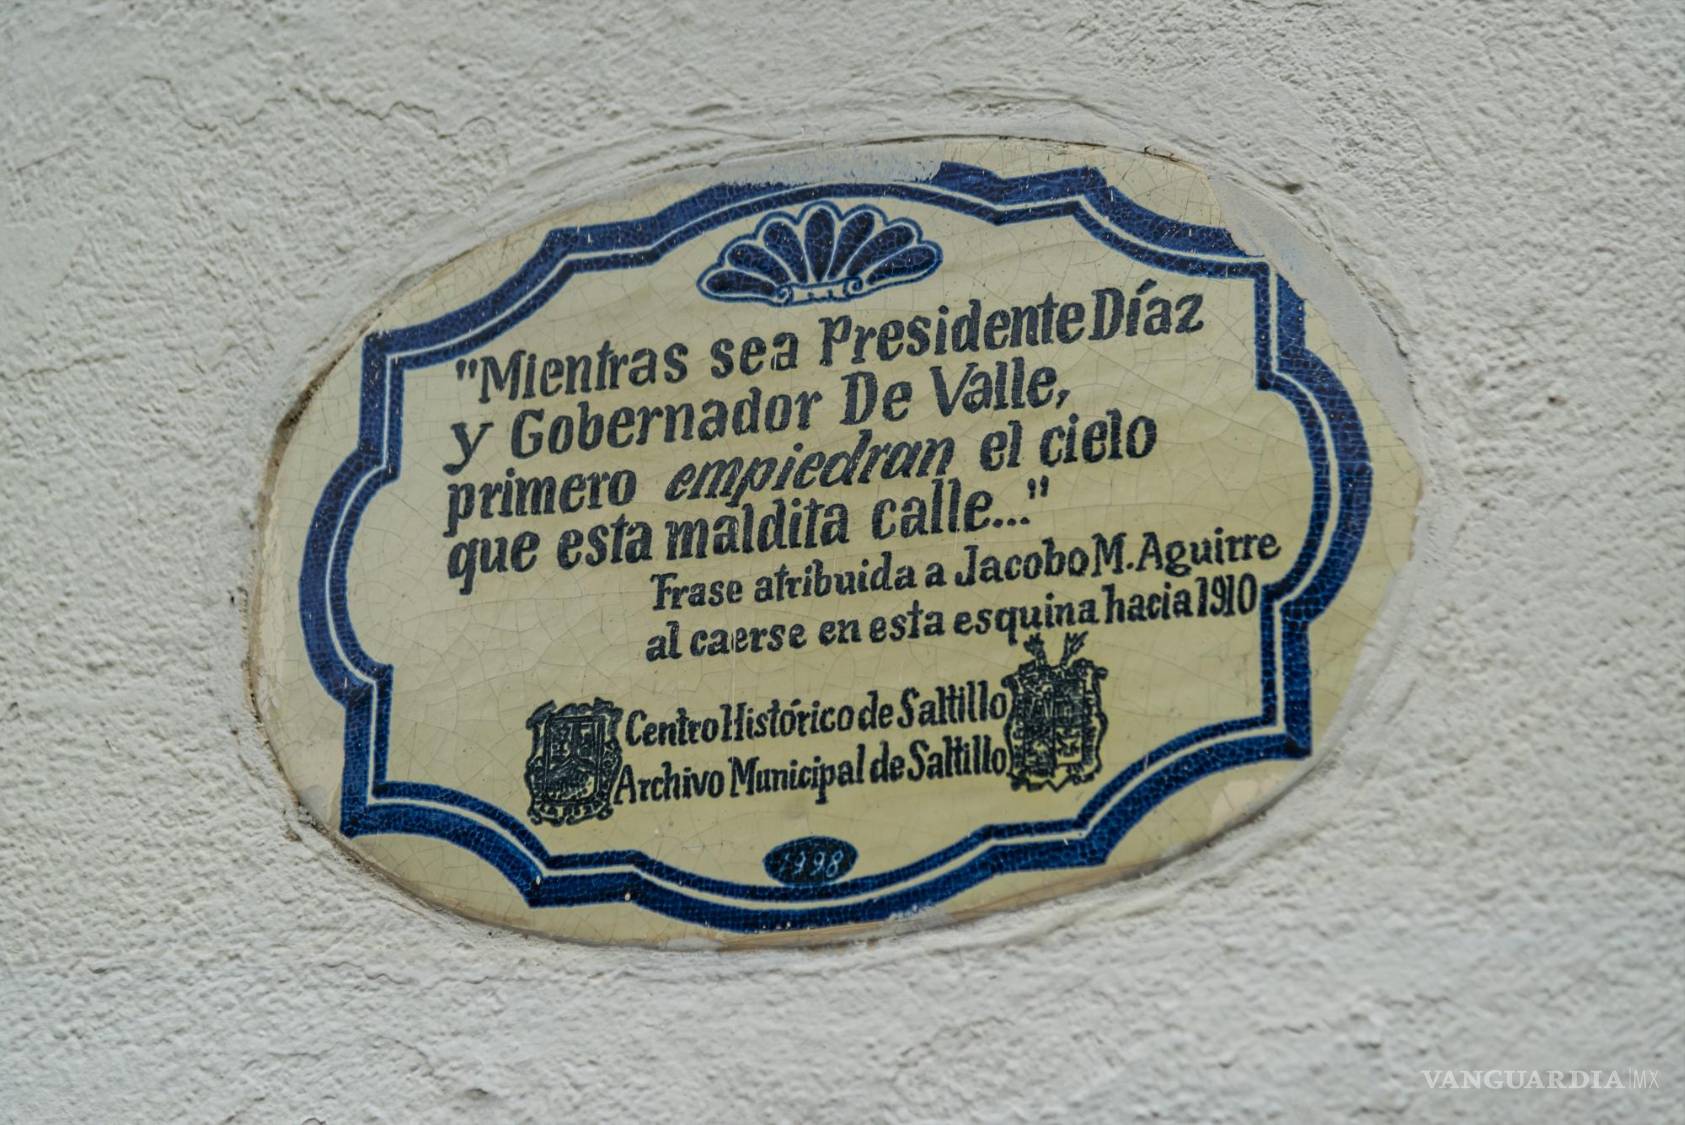 "Mientras sea Presidente Díaz
y Gobernador De Valle,
primero empiedran el cielo
que esta maldita calle..."
Frase atribuida a Jacobo M. Aguirre
al caerse en esta esquina hacia 1910
Centro Histórico de Saltillo
Archivo Municipal de Saltillo
1998
VANGUARDIA|MX